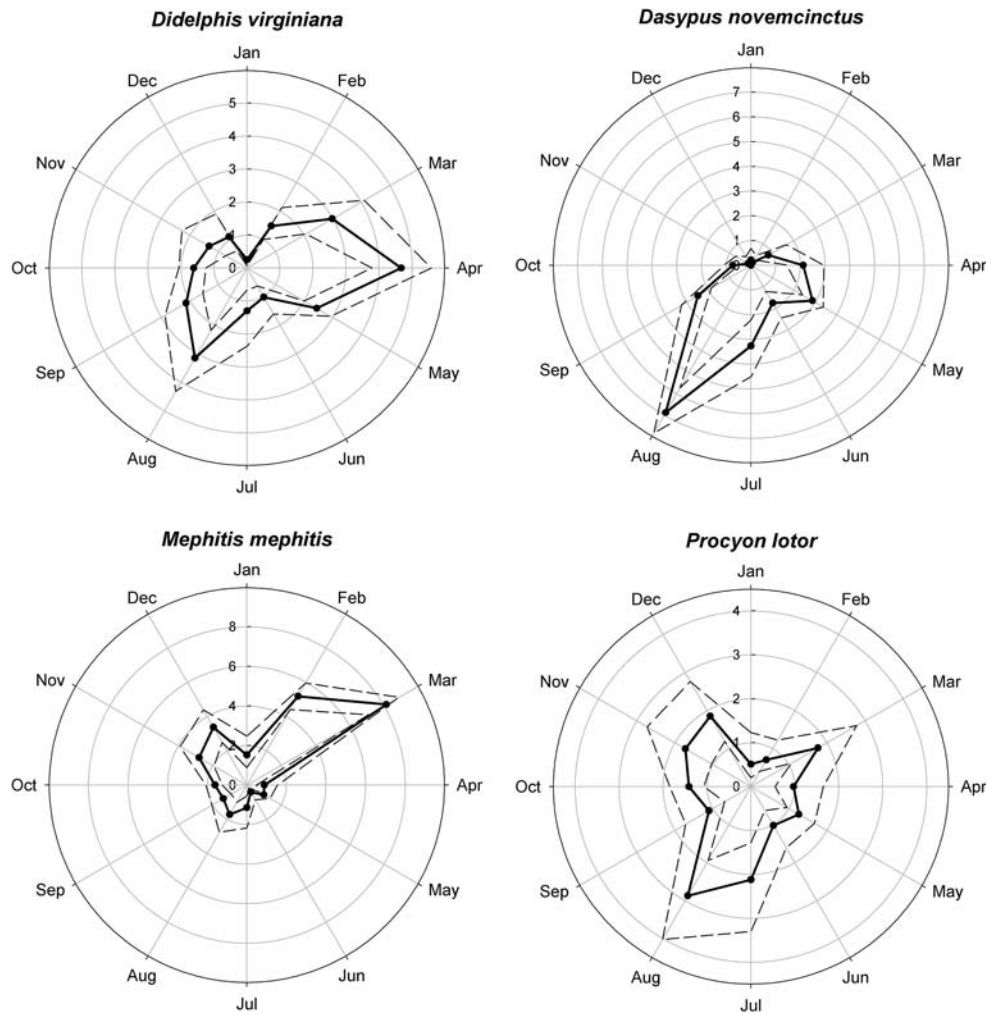 Didelphis virginiana
Jan
Dec
Feb
5
4
Nov
Mar
3
2
1
Oct
0
Apr
Sep
May
Aug
Jun
Jul
Dasypus novemcinctus
Jan
Dec
Feb
7
6
5
Nov
Mar
4
3
2
1
Oct
0
Apr
Sep
May
Aug
Jun
Jul
Mephitis mephitis
Jan
Dec
Feb
8
6
Nov
Mar
4
2
Oct
0
Apr
Sep
May
Aug
Jun
Jul
Procyon lotor
Jan
Dec
Feb
4
3
Nov
Mar
2
1
Oct
0
Apr
Sep
May
Aug
Jun
Jul